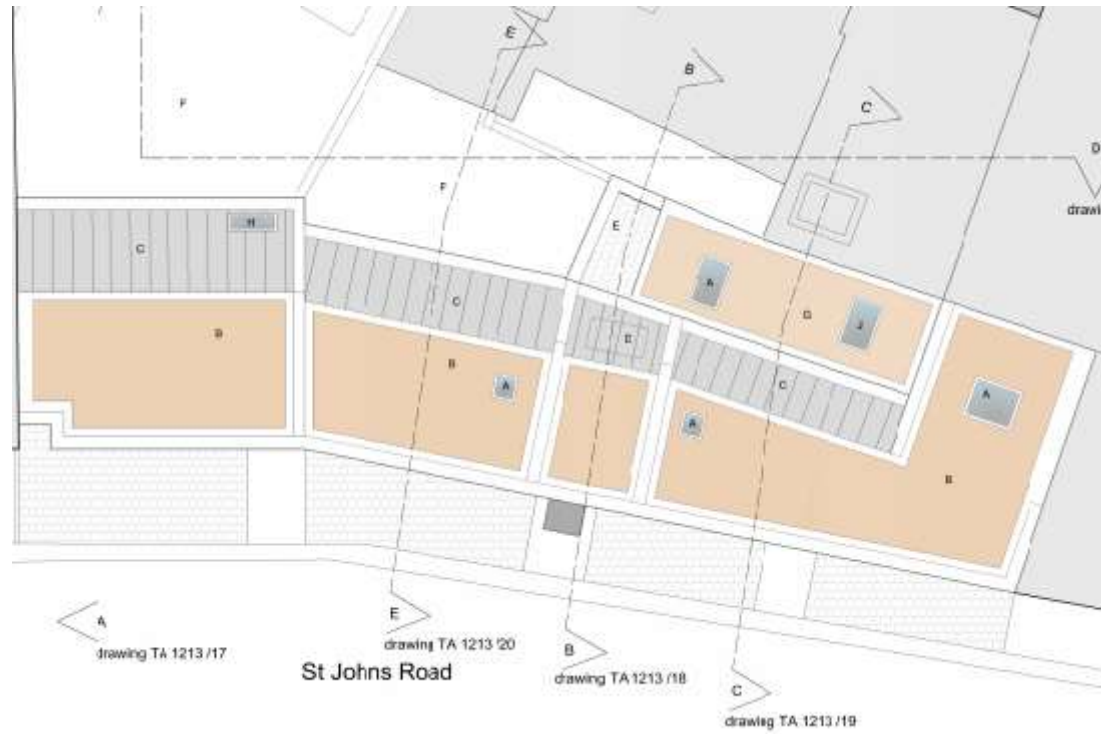 E
B
C
F
D
F
E
H
C
A
G
J
C
B
B
A
C
A
A
B
A
drawing TA 1213 /17
E
drawing TA 1213 /20
St Johns Road
B
drawing TA 1213 /18
C
drawing TA 1213 /19